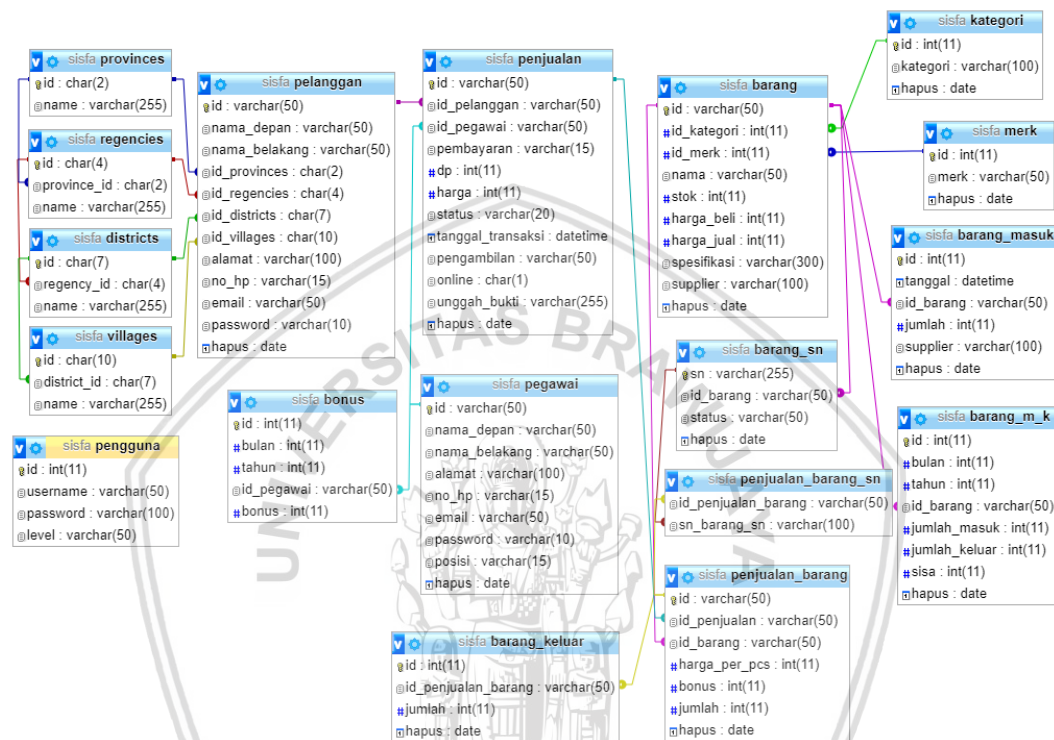 sisfa provinces
id : char(2)
name : varchar(255)
sisfa regencies
id : char(4)
province_id : char(2)
name : varchar(255)
sisfa districts
id : char(7)
regency_id : char(4)
name : varchar(255)
sisfa villages
id : char(10)
district_id : char(7)
name : varchar(255)
sisfa pengguna
id : int(11)
username : varchar(50)
password : varchar(100)
level : varchar(50)
sisfa pelanggan
id : varchar(50)
nama_depan : varchar(50)
nama_belakang : varchar(50)
id_provinces : char(2)
id_regencies : char(4)
id_districts : char(7)
id_villages : char(10)
alamat : varchar(100)
no_hp : varchar(15)
email : varchar(50)
password : varchar(10)
hapus : date
sisfa bonus
id : int(11)
bulan : int(11)
tahun : int(11)
id_pegawai : varchar(50)
bonus : int(11)
sisfa penjualan
id : varchar(50)
id_pelanggan : varchar(50)
id_pegawai : varchar(50)
pembayaran : varchar(15)
dp : int(11)
harga : int(11)
status : varchar(20)
tanggal_transaksi : datetime
pengambilan : varchar(50)
online : char(1)
unggah_bukti : varchar(255)
hapus : date
sisfa pegawai
id : varchar(50)
nama_depan : varchar(50)
nama_belakang : varchar(50)
alamat : varchar(100)
no_hp : varchar(15)
email : varchar(50)
password : varchar(10)
posisi : varchar(15)
hapus : date
sisfa barang_keluar
id : int(11)
id_penjualan_barang : varchar(50)
jumlah : int(11)
hapus : date
sisfa barang
id : varchar(50)
id_kategori : int(11)
id_merk : int(11)
nama : varchar(50)
stok : int(11)
harga_beli : int(11)
harga_jual : int(11)
spesifikasi : varchar(300)
supplier : varchar(100)
hapus : date
sisfa barang_sn
sn : varchar(255)
id_barang : varchar(50)
status : varchar(50)
hapus : date
sisfa penjualan_barang_sn
id_penjualan_barang : varchar(50)
sn_barang_sn : varchar(100)
sisfa penjualan_barang
id : varchar(50)
id_penjualan : varchar(50)
id_barang : varchar(50)
harga_per_pcs : int(11)
bonus : int(11)
jumlah : int(11)
hapus : date
sisfa kategori
id : int(11)
kategori : varchar(100)
hapus : date
sisfa merk
id : int(11)
merk : varchar(50)
hapus : date
sisfa barang_masuk
id : int(11)
tanggal : datetime
id_barang : varchar(50)
jumlah : int(11)
supplier : varchar(100)
hapus : date
sisfa barang_m_k
id : int(11)
bulan : int(11)
tahun : int(11)
id_barang : varchar(50)
jumlah_masuk : int(11)
jumlah_keluar : int(11)
sisa : int(11)
hapus : date
UNIVERSITAS BRAWIJAYA